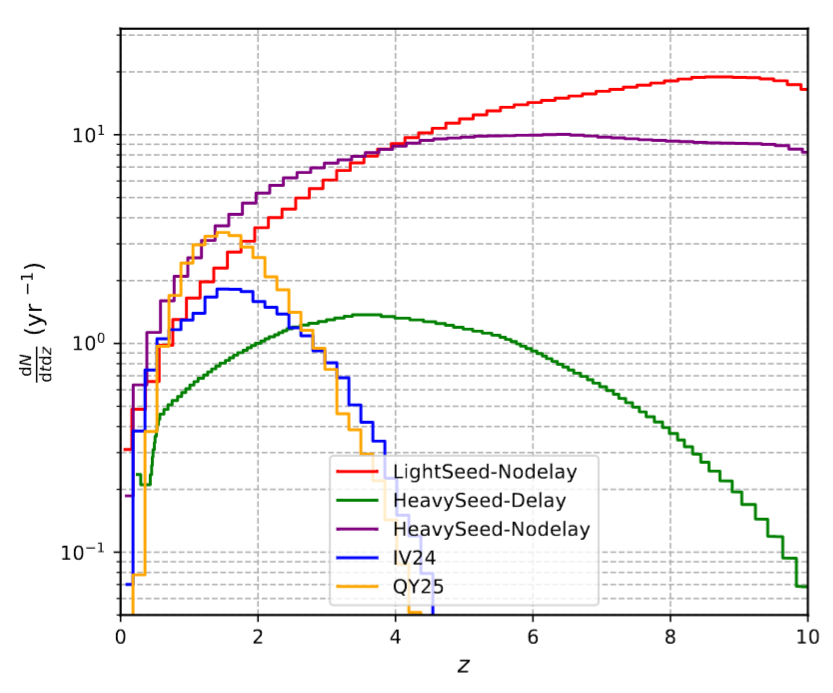 10¹
10⁰
10⁻¹
dN/dtdz (yr ⁻¹)
LightSeed-Nodelay
HeavySeed-Delay
HeavySeed-Nodelay
IV24
QY25
0 2 4 6 8 10
z